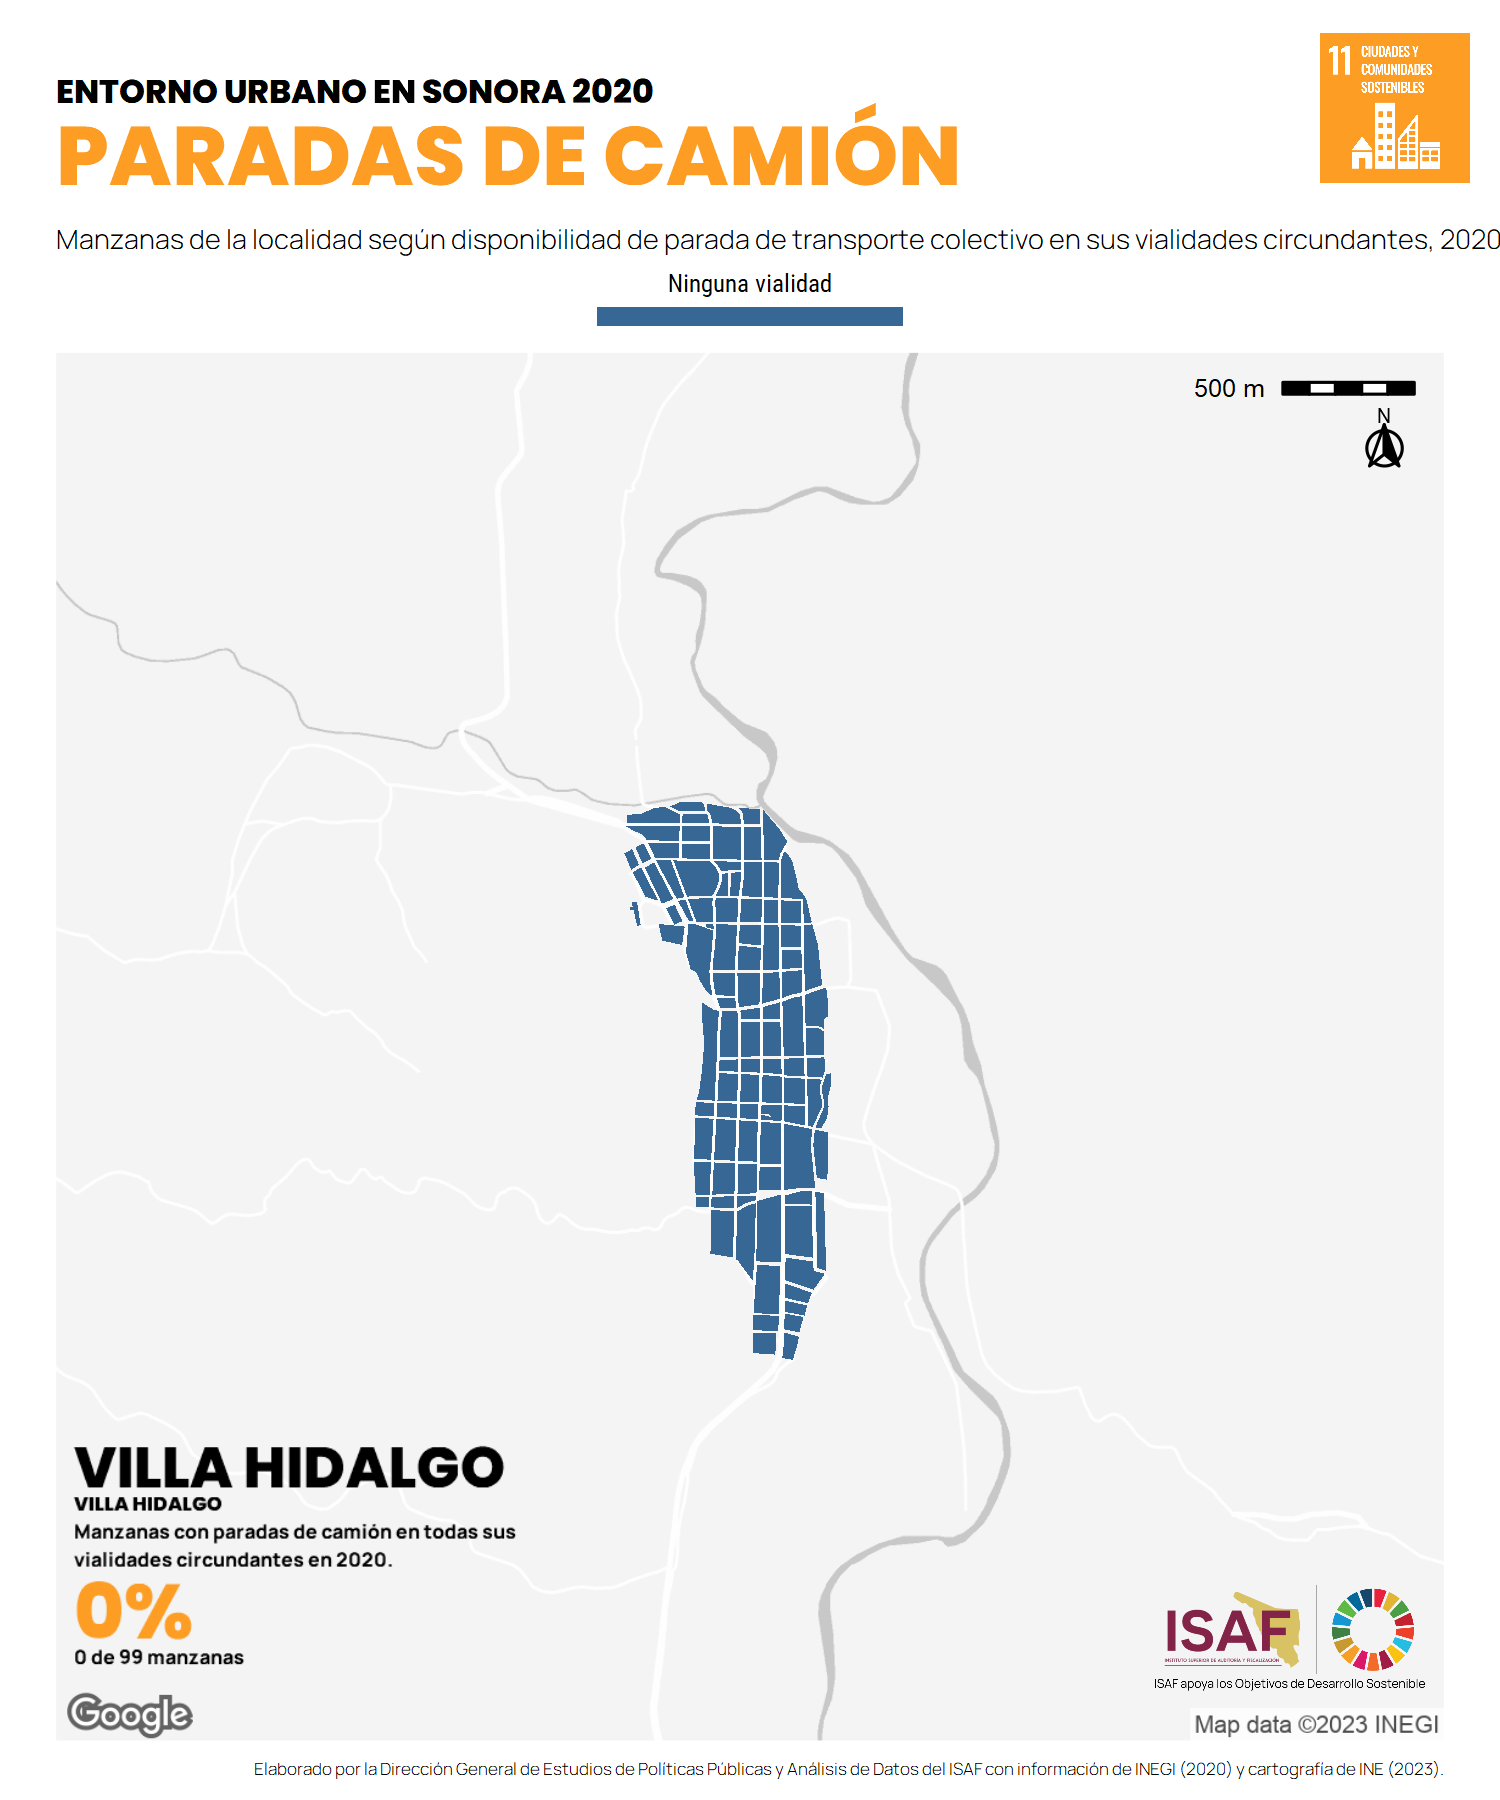 ENTORNO URBANO EN SONORA 2020
PARADAS DE CAMIÓN
11 CIUDADES Y
COMUNIDADES
SOSTENIBLES
Manzanas de la localidad según disponibilidad de parada de transporte colectivo en sus vialidades circundantes, 2020
Ninguna vialidad
500 m
N
VILLA HIDALGO
VILLA HIDALGO
Manzanas con paradas de camión en todas sus
vialidades circundantes en 2020.
0%
0 de 99 manzanas
Google
ISAF
INSTITUTO SUPERIOR DE AUDITORÍA Y FISCALIZACIÓN
ISAF apoya los Objetivos de Desarrollo Sostenible
Map data ©2023 INEGI
Elaborado por la Dirección General de Estudios de Políticas Públicas y Análisis de Datos del ISAF con información de INEGI (2020) y cartografía de INE (2023).